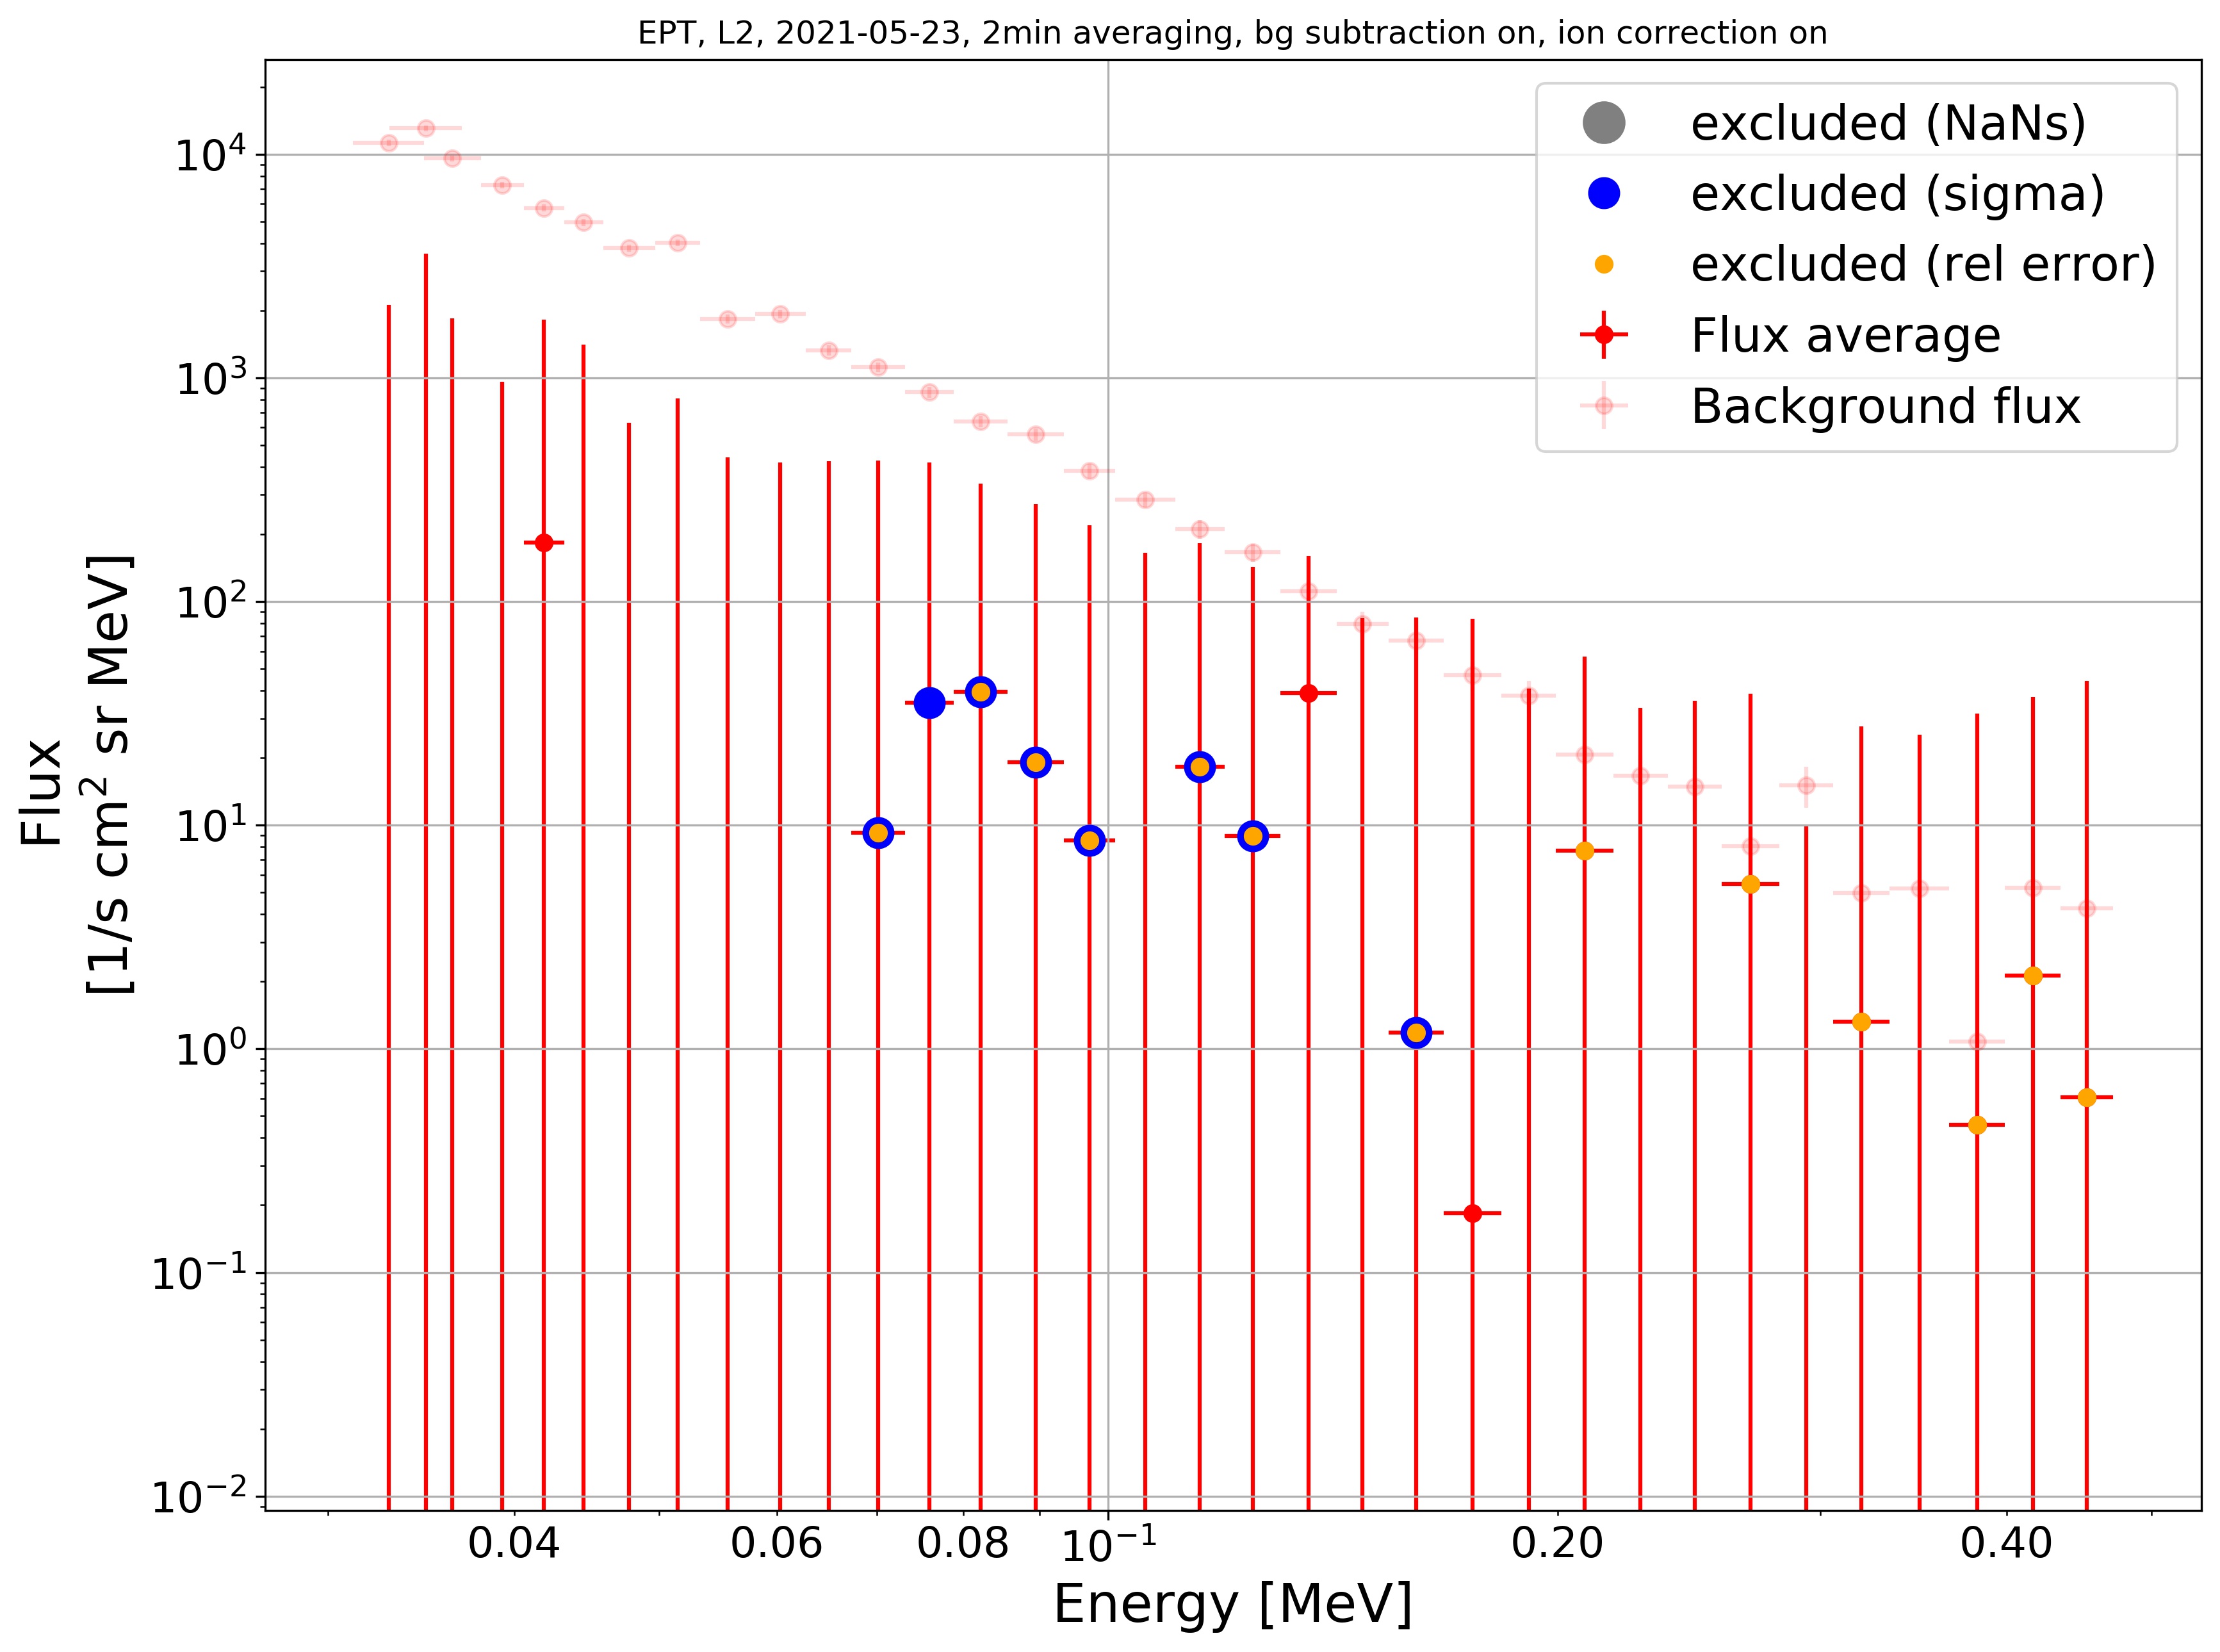 EPT, L2, 2021-05-23, 2min averaging, bg subtraction on, ion correction on
excluded (NaNs)
excluded (sigma)
excluded (rel error)
Flux average
Background flux
Flux
[1/s cm² sr MeV]
10⁴
10³
10²
10¹
10⁰
10⁻¹
10⁻²
0.04 0.06 0.08 10⁻¹ 0.20 0.40
Energy [MeV]